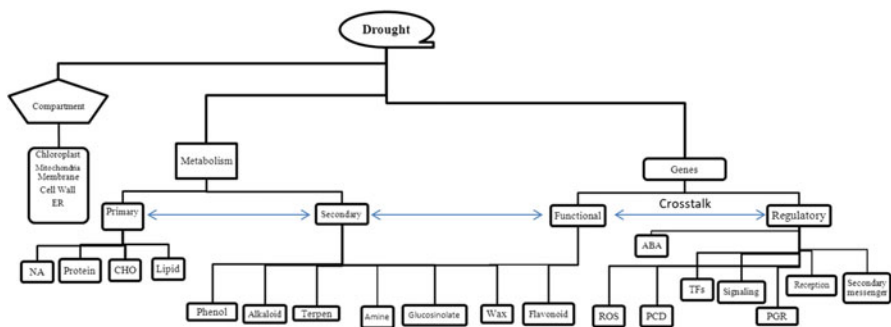 Drought
Compartment
Chloroplast
Mitochondria
Membrane
Cell Wall
ER
Metabolism
Genes
Crosstalk
Primary
Secondary
Functional
Regulatory
ABA
NA
Protein
CHO
Lipid
Phenol
Alkaloid
Terpen
Amine
Glucosinolate
Wax
Flavonoid
ROS
PCD
TFs
Signaling
PGR
Reception
Secondary
messenger